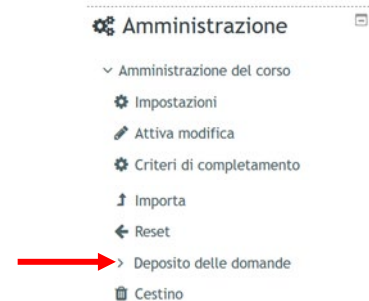 Amministrazione
Amministrazione del corso
Impostazioni
Attiva modifica
Criteri di completamento
Importa
Reset
Deposito delle domande
Cestino